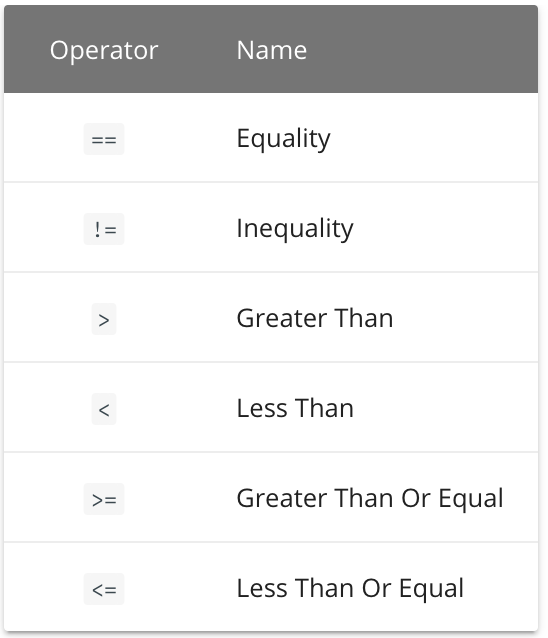 Operator Name
== Equality
!= Inequality
> Greater Than
< Less Than
>= Greater Than Or Equal
<= Less Than Or Equal